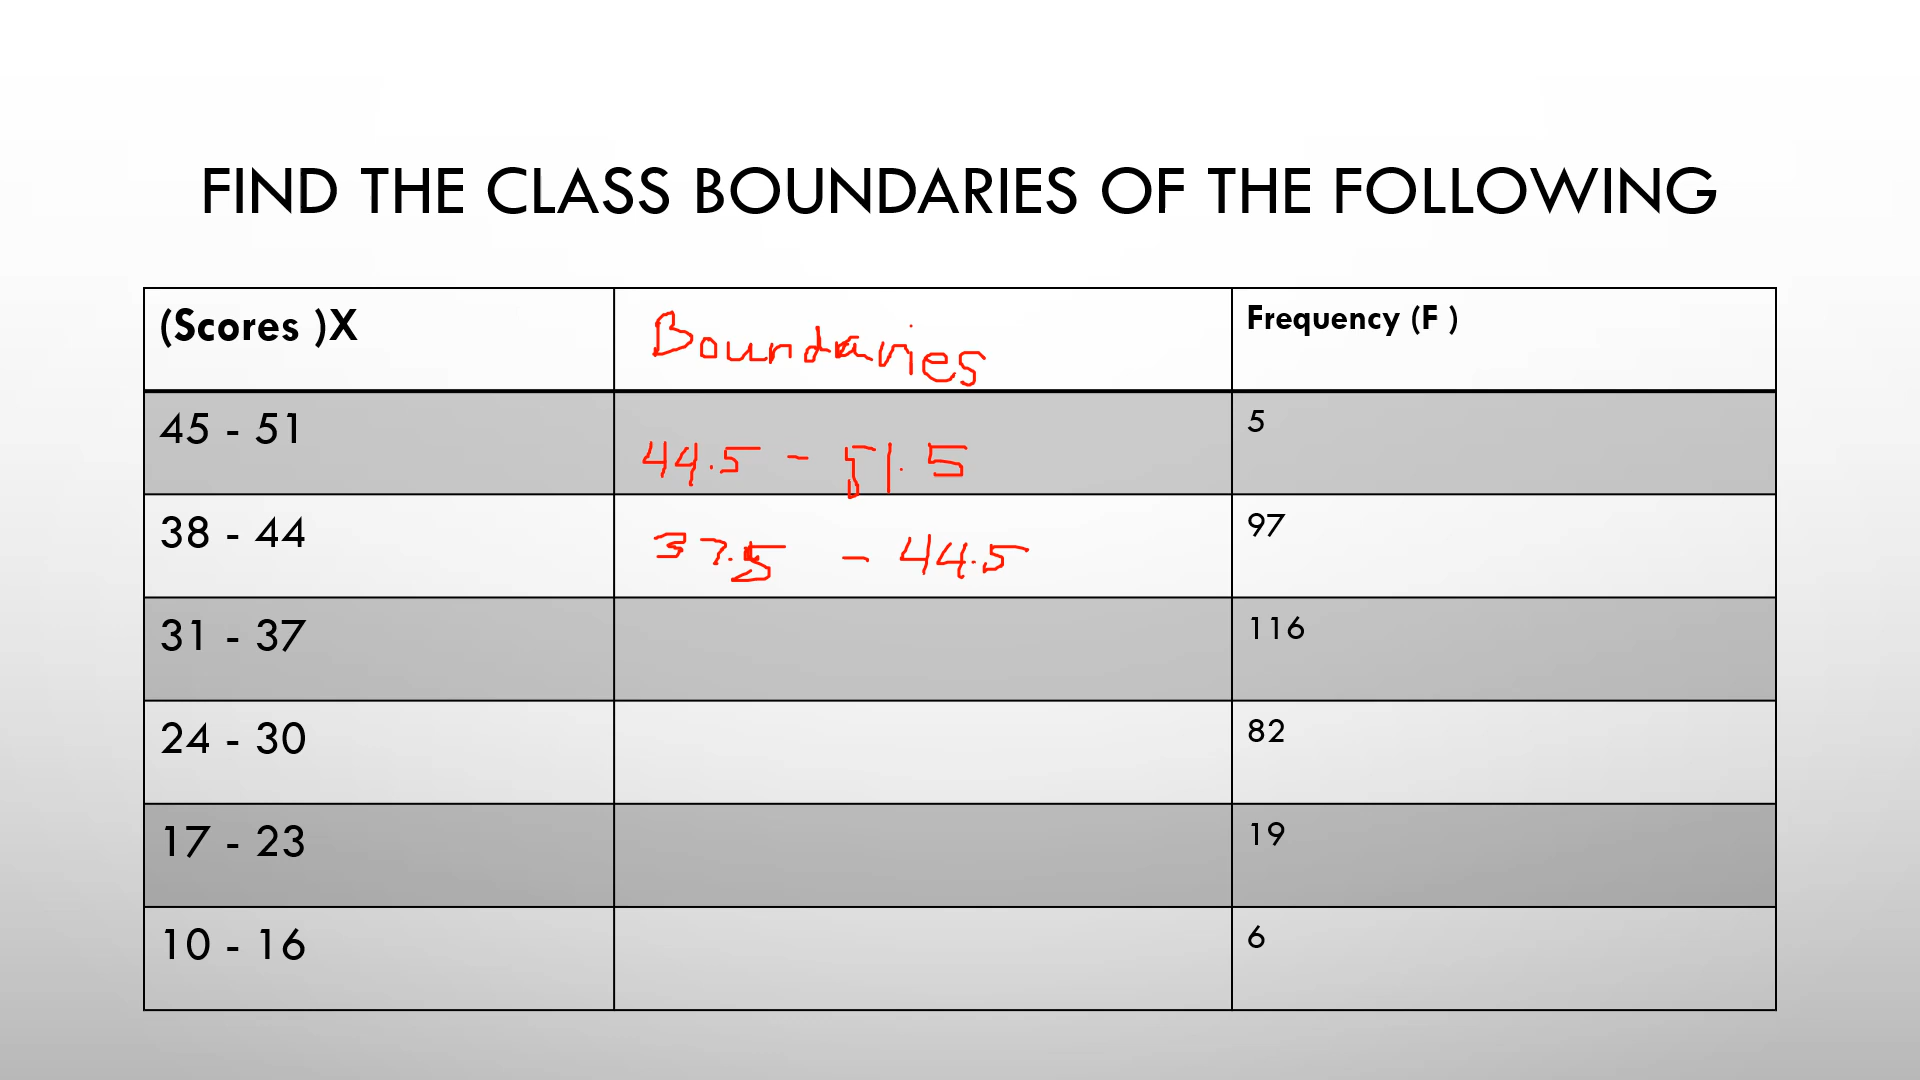 FIND THE CLASS BOUNDARIES OF THE FOLLOWING
(Scores )X Boundaries Frequency (F )
45 - 51 44.5 - 51.5 5
38 - 44 37.5 - 44.5 97
31 - 37 116
24 - 30 82
17 - 23 19
10 - 16 6